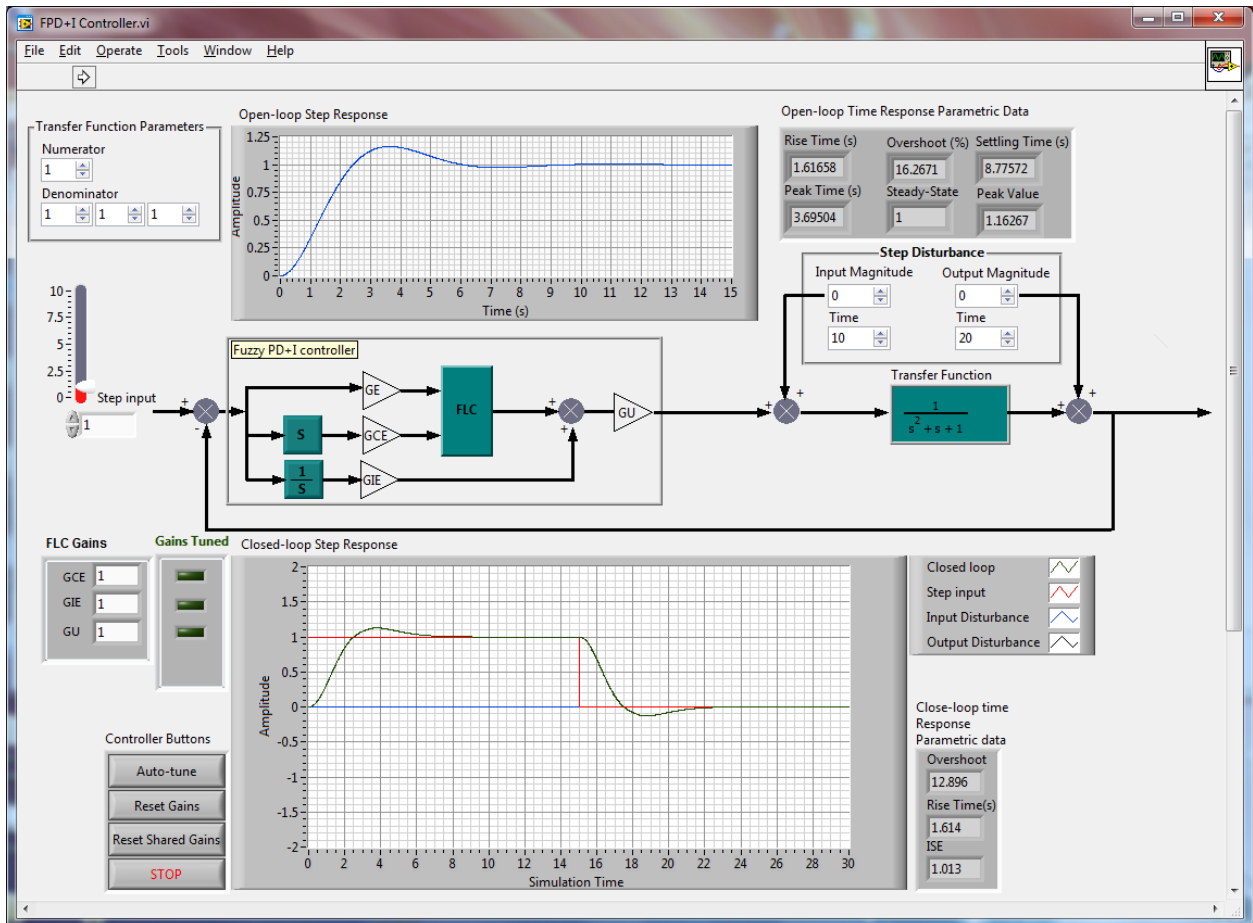 FPD+I Controller.vi
File Edit Operate Tools Window Help
Transfer Function Parameters
Numerator
1
Denominator
1 1 1
Open-loop Step Response
1.25
1
0.75
0.5
0.25
0
Amplitude
0 1 2 3 4 5 6 7 8 9 10 11 12 13 14 15
Time (s)
Open-loop Time Response Parametric Data
Rise Time (s) Overshoot (%) Settling Time (s)
1.61658 16.2671 8.77572
Peak Time (s) Steady-State Peak Value
3.69504 1 1.16267
Step Disturbance
Input Magnitude Output Magnitude
0 0
Time Time
10 20
10
7.5
5
2.5
0
Step input
1
+
-
Fuzzy PD+I controller
GE
S
GCE
1
S
GIE
FLC
+
+
GU
+
+
Transfer Function
1
s2+s+1
+
+
FLC Gains
GCE 1
GIE 1
GU 1
Gains Tuned
Closed-loop Step Response
2
1.5
1
0.5
0
-0.5
-1
-1.5
-2
Amplitude
0 2 4 6 8 10 12 14 16 18 20 22 24 26 28 30
Simulation Time
Closed loop
Step input
Input Disturbance
Output Disturbance
Controller Buttons
Auto-tune
Reset Gains
Reset Shared Gains
STOP
Close-loop time
Response
Parametric data
Overshoot
12.896
Rise Time(s)
1.614
ISE
1.013